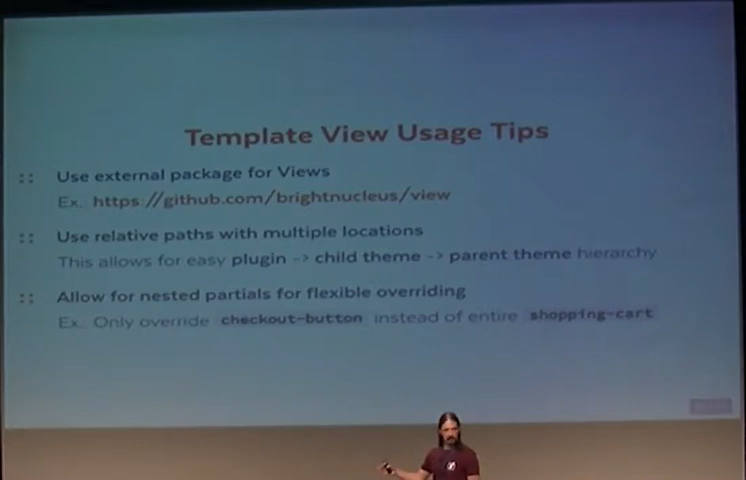 Template View Usage Tips
:: Use external package for Views
Ex. https://github.com/brightnucleus/view
:: Use relative paths with multiple locations
This allows for easy plugin -> child theme -> parent theme hierarchy
:: Allow for nested partials for flexible overriding
Ex. Only override checkout-button instead of entire shopping-cart